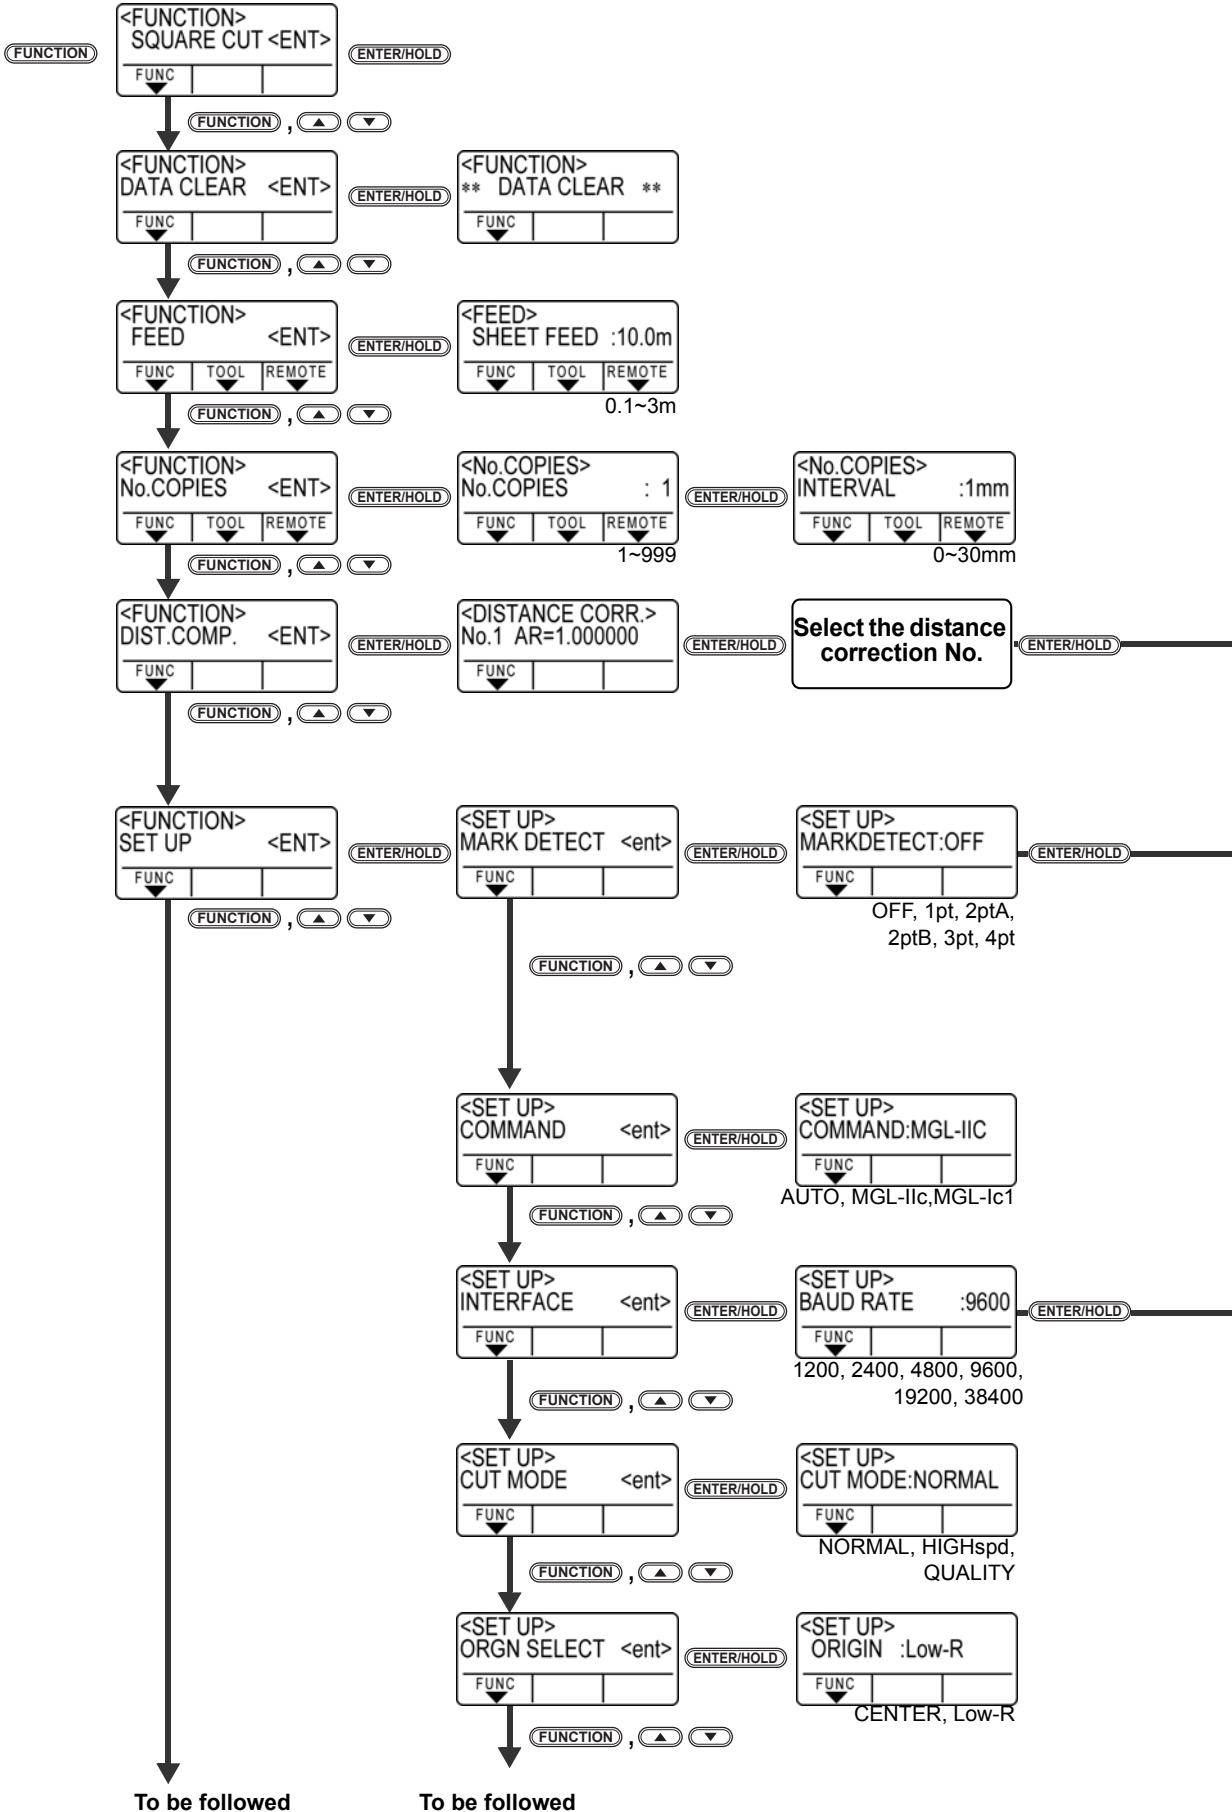 <FUNCTION>
SQUARE CUT <ENT>
FUNC
FUNCTION
ENTER/HOLD
FUNCTION ,
<FUNCTION>
DATA CLEAR <ENT>
FUNC
ENTER/HOLD
<FUNCTION>
** DATA CLEAR **
FUNC
FUNCTION ,
<FUNCTION>
FEED <ENT>
FUNC TOOL REMOTE
ENTER/HOLD
<FEED>
SHEET FEED :10.0m
FUNC TOOL REMOTE
0.1~3m
FUNCTION ,
<FUNCTION>
No.COPIES <ENT>
FUNC TOOL REMOTE
ENTER/HOLD
<No.COPIES>
No.COPIES : 1
FUNC TOOL REMOTE
1~999
ENTER/HOLD
<No.COPIES>
INTERVAL :1mm
FUNC TOOL REMOTE
0~30mm
FUNCTION ,
<FUNCTION>
DIST.COMP. <ENT>
FUNC
ENTER/HOLD
<DISTANCE CORR.>
No.1 AR=1.000000
FUNC
ENTER/HOLD
Select the distance
correction No.
ENTER/HOLD
FUNCTION ,
<FUNCTION>
SET UP <ENT>
FUNC
ENTER/HOLD
<SET UP>
MARK DETECT <ent>
FUNC
ENTER/HOLD
<SET UP>
MARKDETECT:OFF
FUNC
OFF, 1pt, 2ptA,
2ptB, 3pt, 4pt
ENTER/HOLD
FUNCTION ,
FUNCTION ,
<SET UP>
COMMAND <ent>
FUNC
ENTER/HOLD
<SET UP>
COMMAND:MGL-IIC
FUNC
AUTO, MGL-IIc,MGL-Ic1
FUNCTION ,
<SET UP>
INTERFACE <ent>
FUNC
ENTER/HOLD
<SET UP>
BAUD RATE :9600
FUNC
1200, 2400, 4800, 9600,
19200, 38400
ENTER/HOLD
FUNCTION ,
<SET UP>
CUT MODE <ent>
FUNC
ENTER/HOLD
<SET UP>
CUT MODE:NORMAL
FUNC
NORMAL, HIGHspd,
QUALITY
FUNCTION ,
<SET UP>
ORGN SELECT <ent>
FUNC
ENTER/HOLD
<SET UP>
ORIGIN :Low-R
FUNC
CENTER, Low-R
FUNCTION ,
To be followed
To be followed